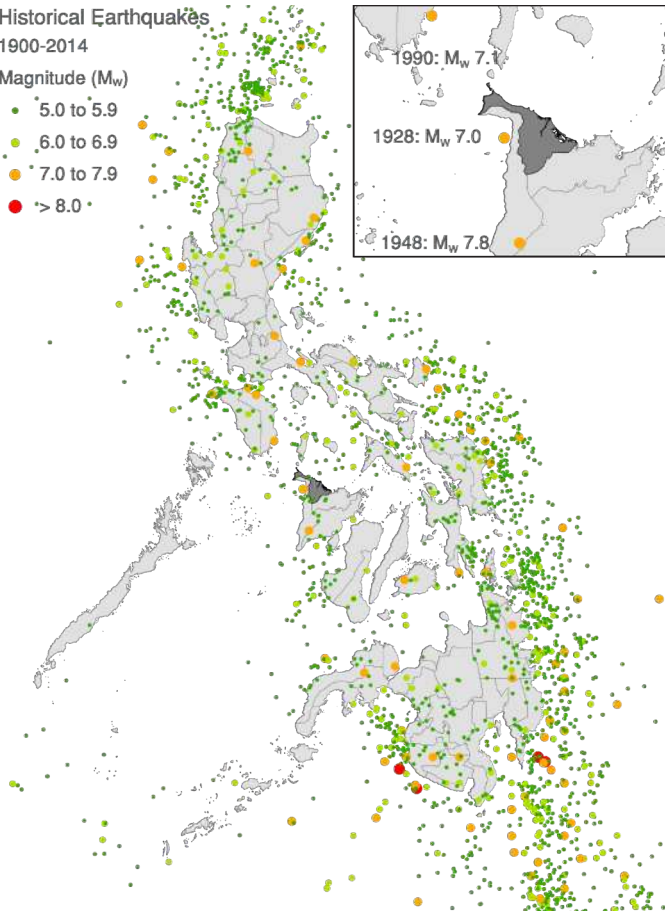 Historical Earthquakes
1900-2014
Magnitude (Mw)
5.0 to 5.9
6.0 to 6.9
7.0 to 7.9
> 8.0
1990: Mw 7.1
1928: Mw 7.0
1948: Mw 7.8